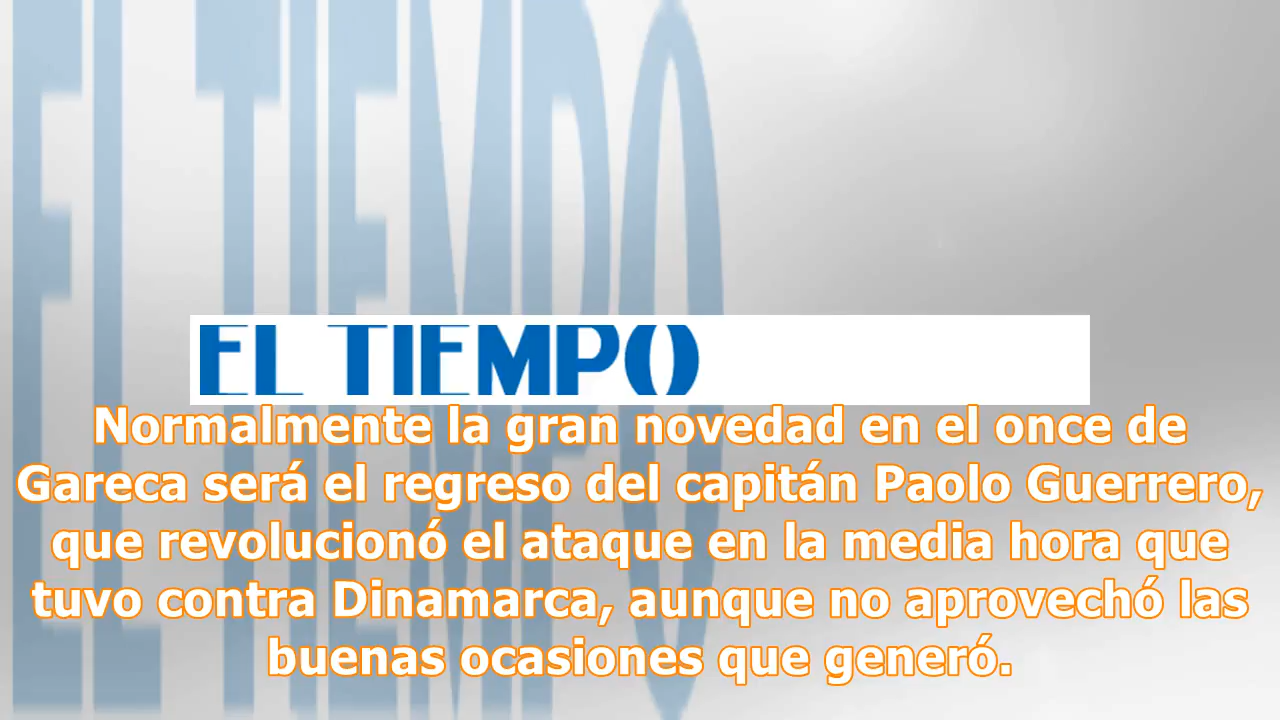 EL TIEMPO
EL TIEMPO
Normalmente la gran novedad en el once de
Gareca será el regreso del capitán Paolo Guerrero,
que revolucionó el ataque en la media hora que
tuvo contra Dinamarca, aunque no aprovechó las
buenas ocasiones que generó.